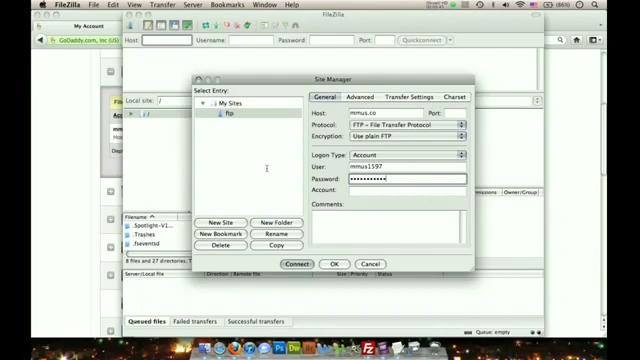 FileZilla File Edit View Transfer Server Bookmarks Window Help (86%)
FileZilla
My Account
GoDaddy.com, Inc (US)
Host: Username: Password: Port: Quickconnect
Site Manager
Select Entry:
My Sites
ftp
General Advanced Transfer Settings Charset
Host: mmus.co Port:
Protocol: FTP - File Transfer Protocol
Encryption: Use plain FTP
Logon Type: Account
User: mmus1597
Password: •••••••••••
Account:
Comments:
New Site New Folder
New Bookmark Rename
Delete Copy
Connect OK Cancel
Local site: /
/
Filename
.Spotlight-V1...
.Trashes
.fseventsd
8 files and 27 directories.
Server/Local file Direction Remote file Size Priority Status
Owner/Group
Queued files Failed transfers Successful transfers
Queue: empty